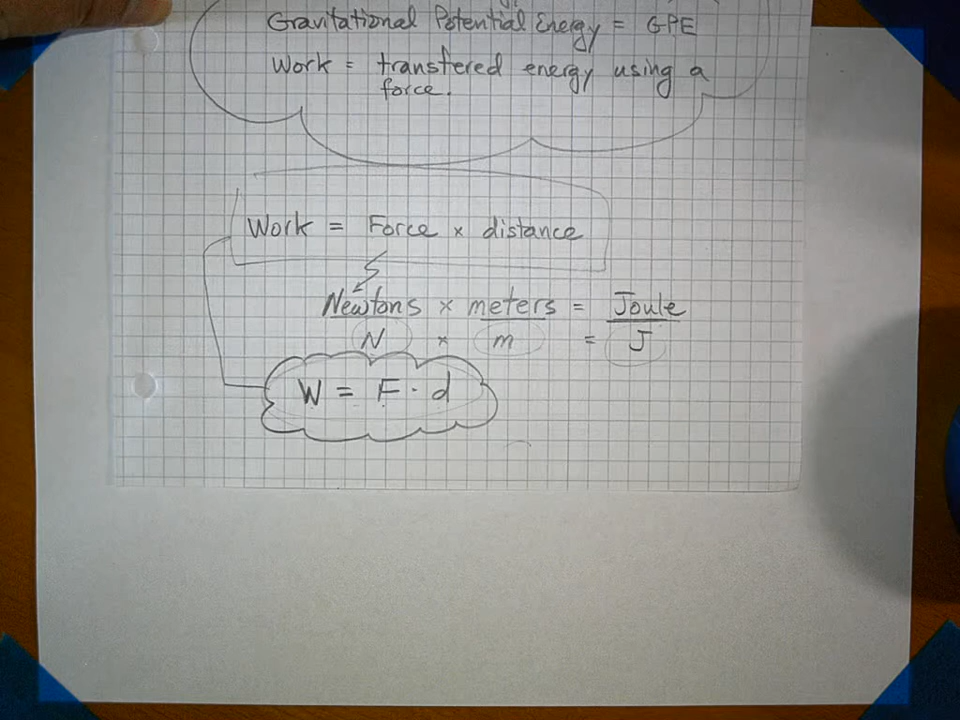 Gravitational Potential Energy = GPE
Work = transfered energy using a
force.
Work = Force × distance
Newtons × meters = Joule
N × m = J
W = F · d